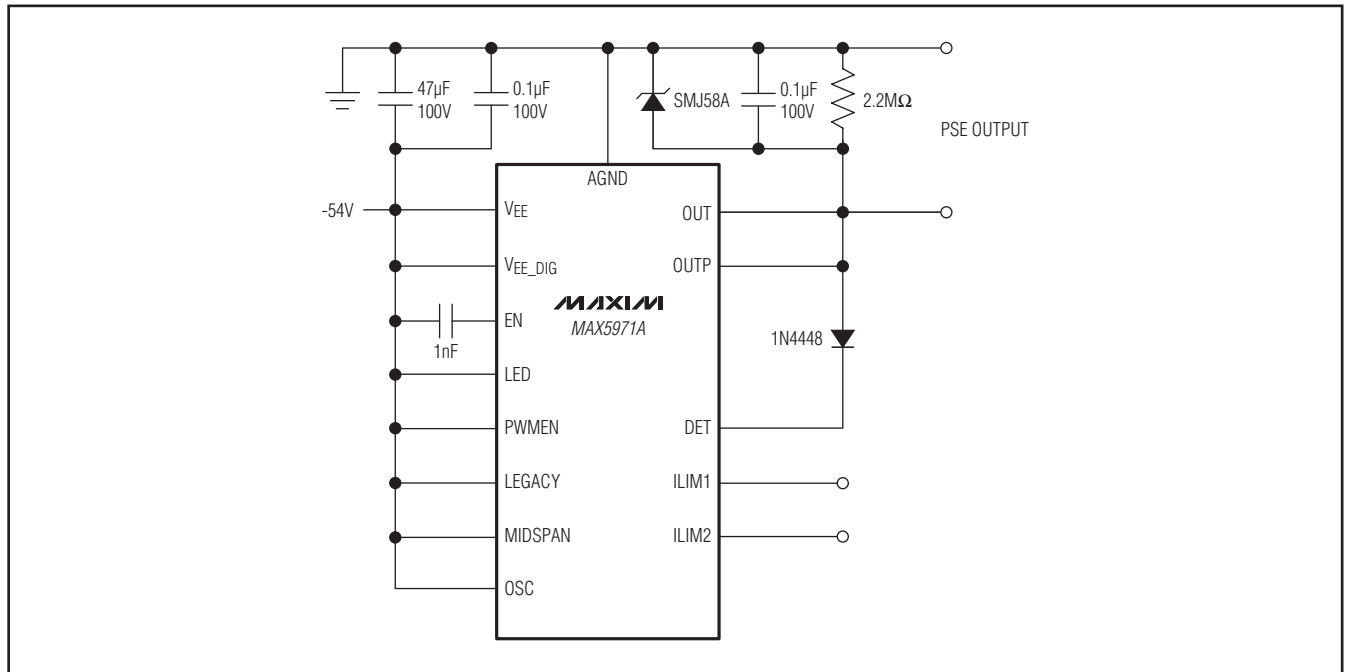 47µF
100V
0.1µF
100V
SMJ58A
0.1µF
100V
2.2MΩ
PSE OUTPUT
AGND
-54V
VEE
OUT
VEE_DIG
OUTP
MAXIM
MAX5971A
EN
1nF
1N4448
LED
PWMEN
DET
LEGACY
ILIM1
MIDSPAN
ILIM2
OSC